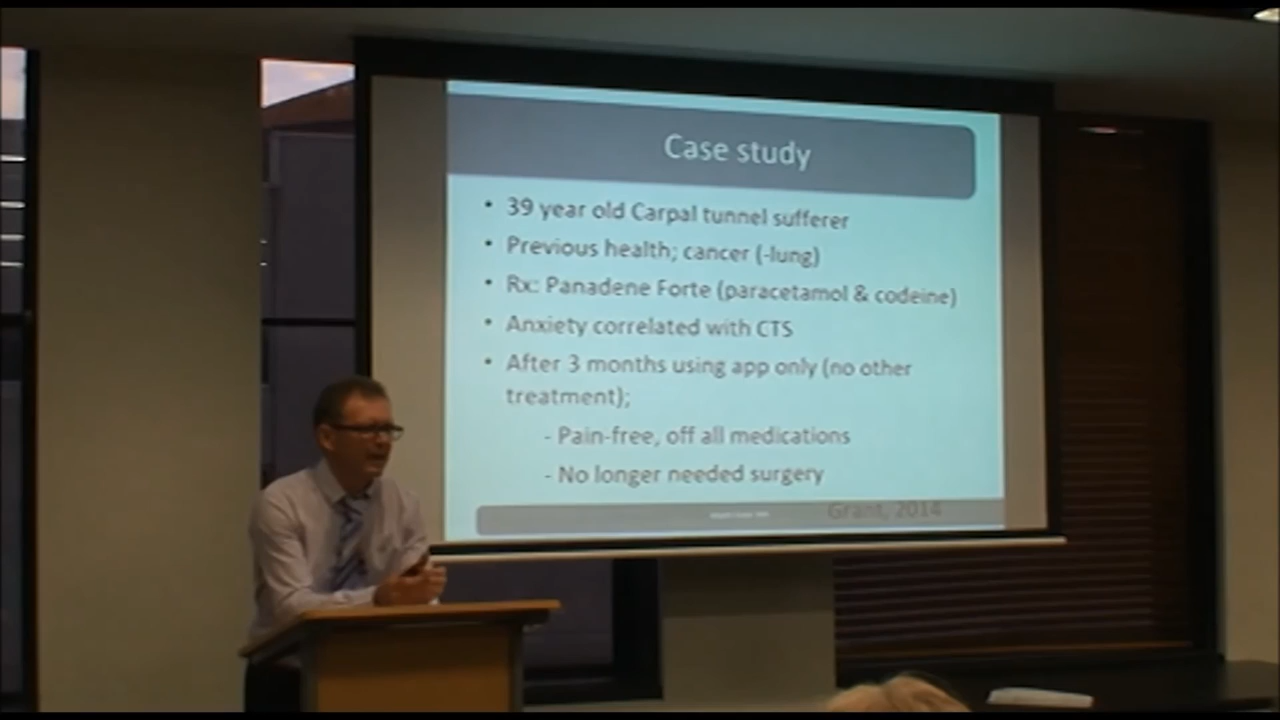 Case study
• 39 year old Carpal tunnel sufferer
• Previous health; cancer (-lung)
• Rx: Panadene Forte (paracetamol & codeine)
• Anxiety correlated with CTS
• After 3 months using app only (no other
treatment);
- Pain-free, off all medications
- No longer needed surgery
Grant, 2014